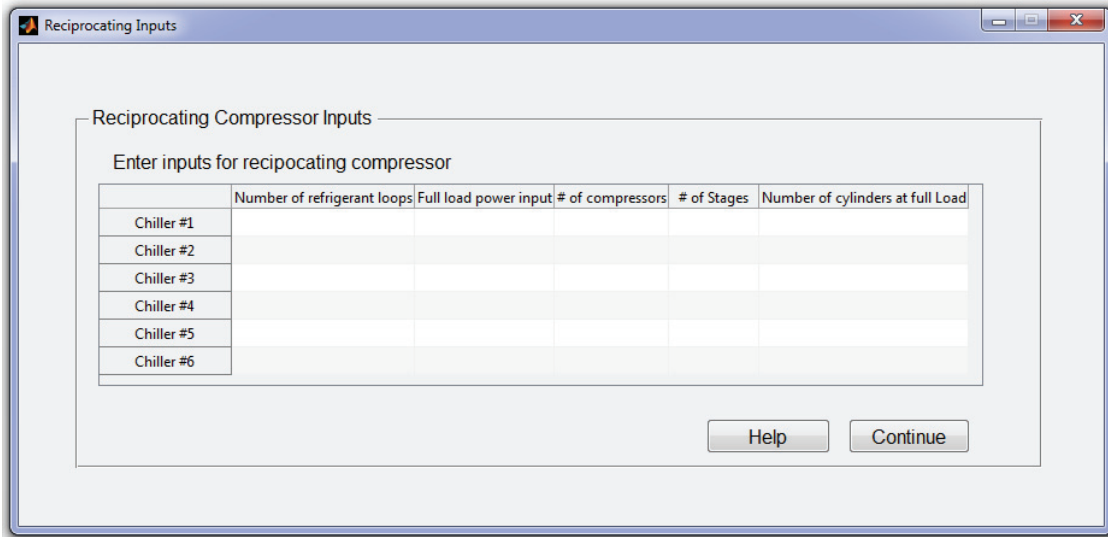 Reciprocating Inputs
Reciprocating Compressor Inputs
Enter inputs for recipocating compressor
Number of refrigerant loops Full load power input # of compressors # of Stages Number of cylinders at full Load
Chiller #1
Chiller #2
Chiller #3
Chiller #4
Chiller #5
Chiller #6
Help Continue